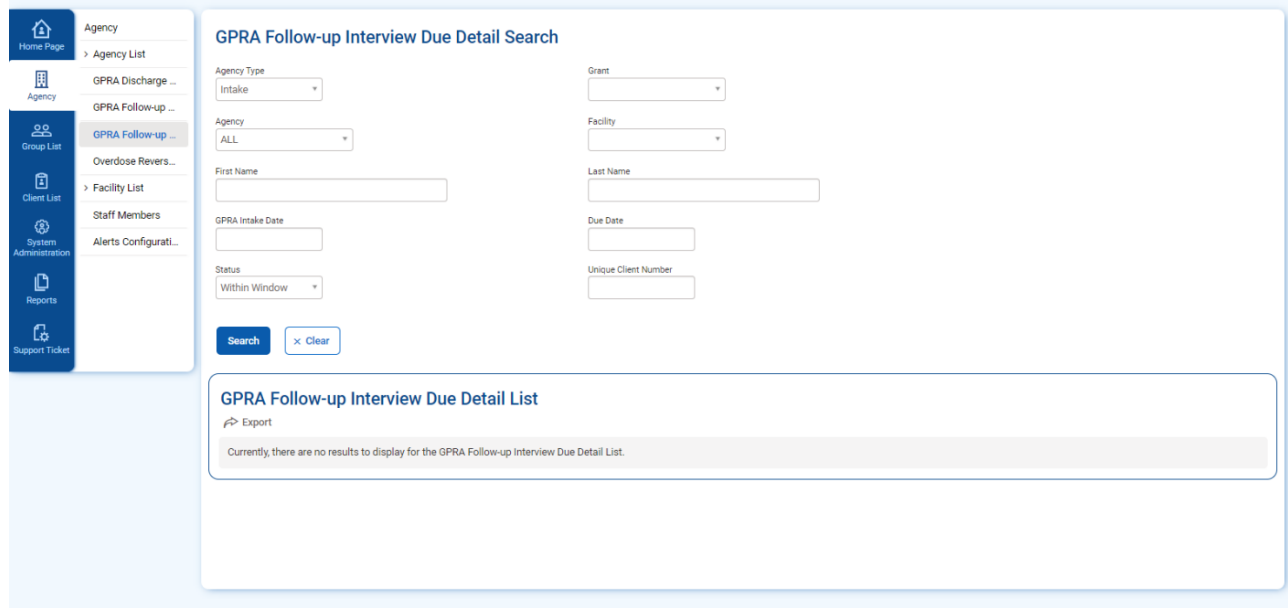 Home Page
Agency
Group List
Client List
System
Administration
Reports
Support Ticket
Agency
Agency List
GPRA Discharge ...
GPRA Follow-up ...
GPRA Follow-up ...
Overdose Revers...
Facility List
Staff Members
Alerts Configurati...
GPRA Follow-up Interview Due Detail Search
Agency Type
Grant
Intake
Agency
Facility
ALL
First Name
Last Name
GPRA Intake Date
Due Date
Status
Unique Client Number
Within Window
Search
× Clear
GPRA Follow-up Interview Due Detail List
Export
Currently, there are no results to display for the GPRA Follow-up Interview Due Detail List.